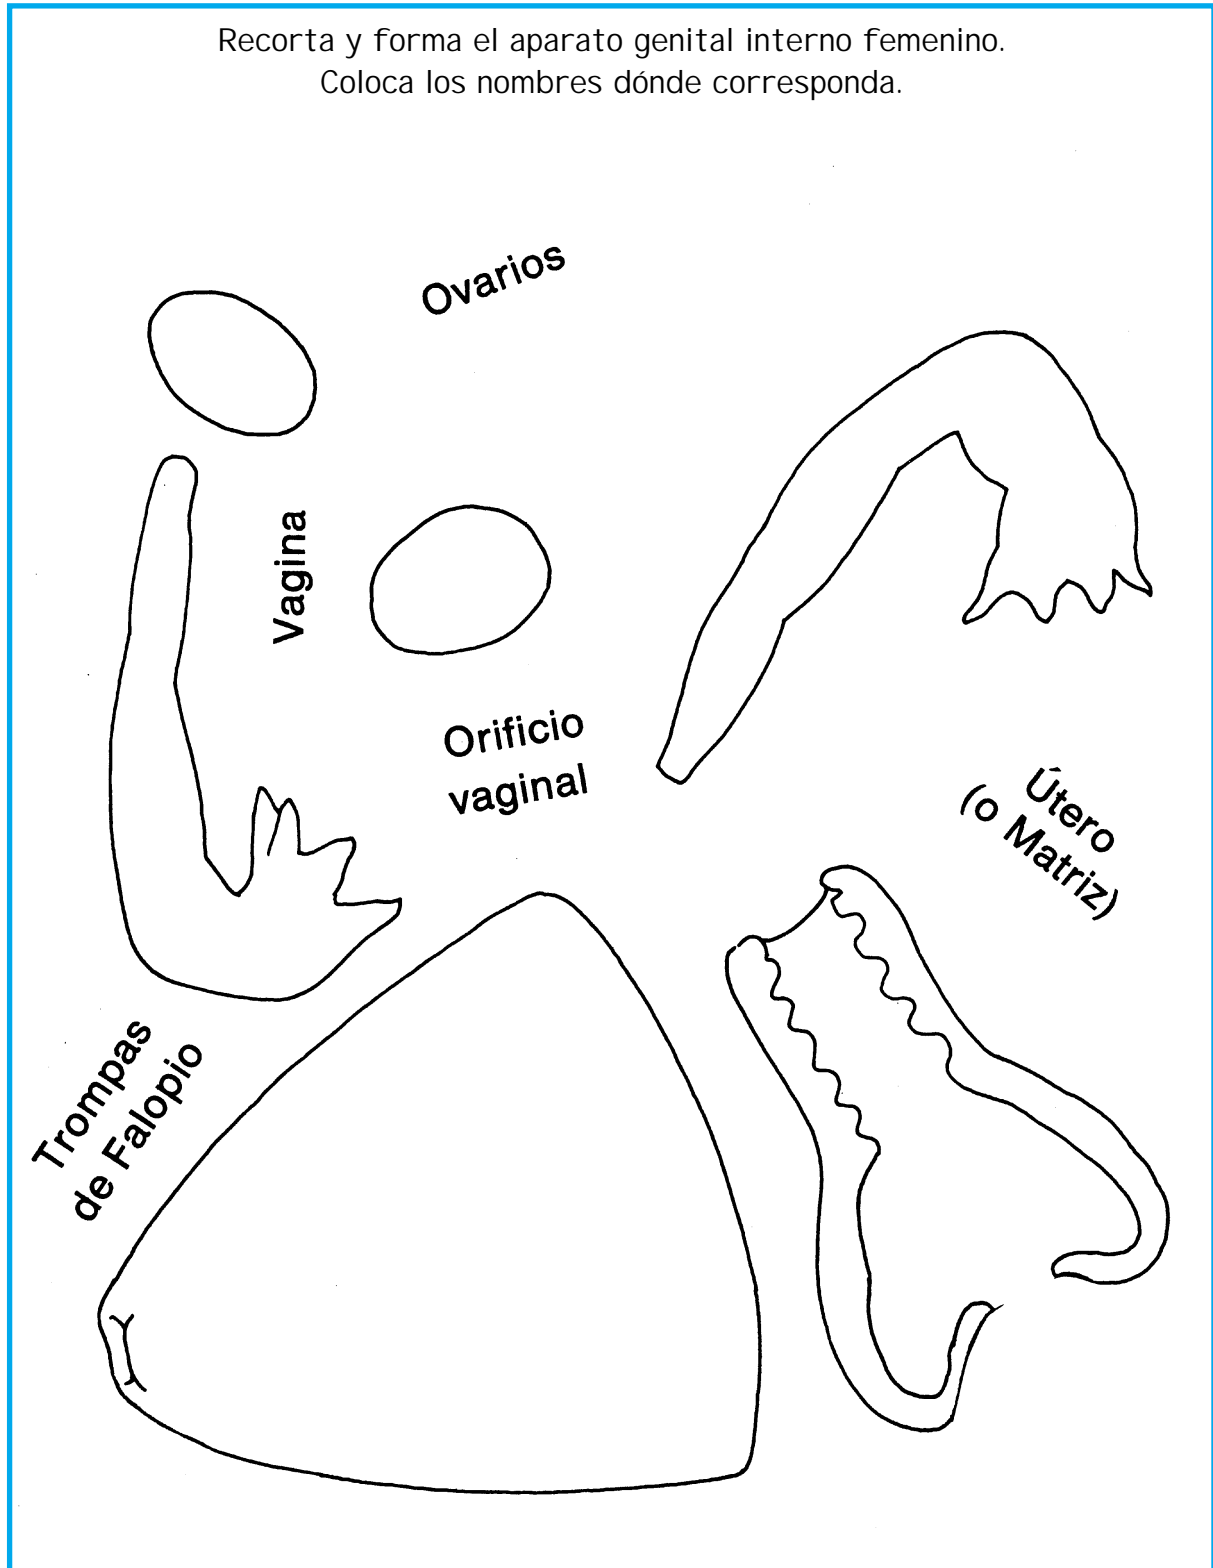 Recorta y forma el aparato genital interno femenino.
Coloca los nombres dónde corresponda.
Ovarios
Vagina
Orificio
vaginal
Útero
(o Matriz)
Trompas
de Falopio